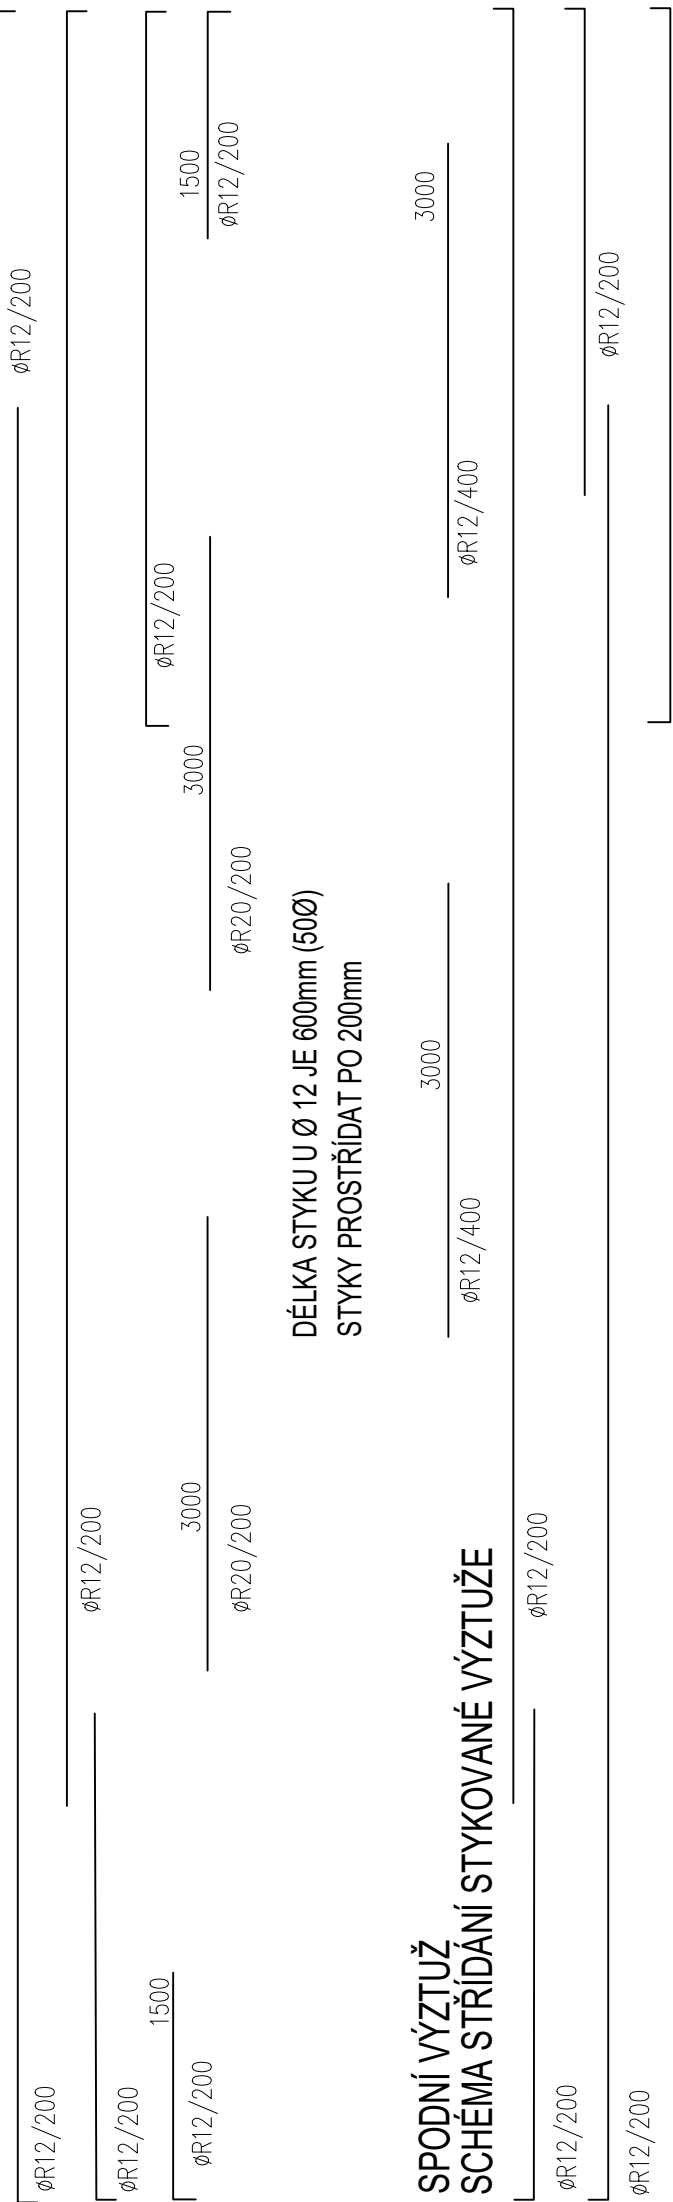 øR12/200
øR12/200
øR12/200
øR12/200
1500
øR12/200
3000
3000
1500
øR12/200
øR12/200
øR20/200
øR20/200
DÉLKA STYKU U Ø 12 JE 600mm (50Ø)
STYKY PROSTŘÍDAT PO 200mm
3000
3000
SPODNÍ VÝZTUŽ
øR12/400
øR12/400
SCHÉMA STŘÍDÁNÍ STYKOVANÉ VÝZTUŽE
øR12/200
øR12/200
øR12/200
øR12/200